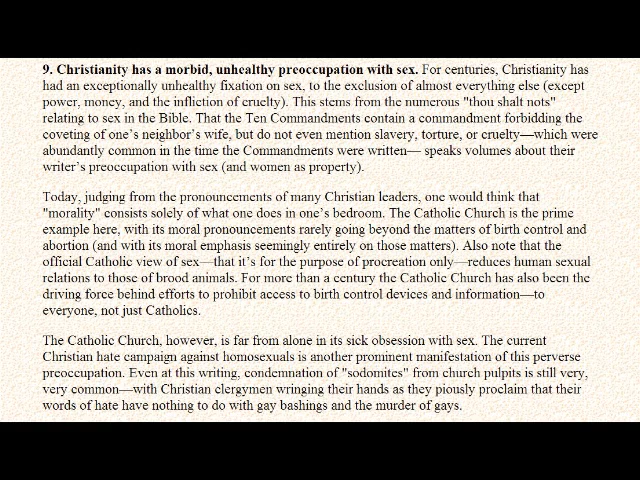 9. Christianity has a morbid, unhealthy preoccupation with sex. For centuries, Christianity has
had an exceptionally unhealthy fixation on sex, to the exclusion of almost everything else (except
power, money, and the infliction of cruelty). This stems from the numerous "thou shalt nots"
relating to sex in the Bible. That the Ten Commandments contain a commandment forbidding the
coveting of one’s neighbor’s wife, but do not even mention slavery, torture, or cruelty—which were
abundantly common in the time the Commandments were written— speaks volumes about their
writer’s preoccupation with sex (and women as property).
Today, judging from the pronouncements of many Christian leaders, one would think that
"morality" consists solely of what one does in one’s bedroom. The Catholic Church is the prime
example here, with its moral pronouncements rarely going beyond the matters of birth control and
abortion (and with its moral emphasis seemingly entirely on those matters). Also note that the
official Catholic view of sex—that it’s for the purpose of procreation only—reduces human sexual
relations to those of brood animals. For more than a century the Catholic Church has also been the
driving force behind efforts to prohibit access to birth control devices and information—to
everyone, not just Catholics.
The Catholic Church, however, is far from alone in its sick obsession with sex. The current
Christian hate campaign against homosexuals is another prominent manifestation of this perverse
preoccupation. Even at this writing, condemnation of "sodomites" from church pulpits is still very,
very common—with Christian clergymen wringing their hands as they piously proclaim that their
words of hate have nothing to do with gay bashings and the murder of gays.